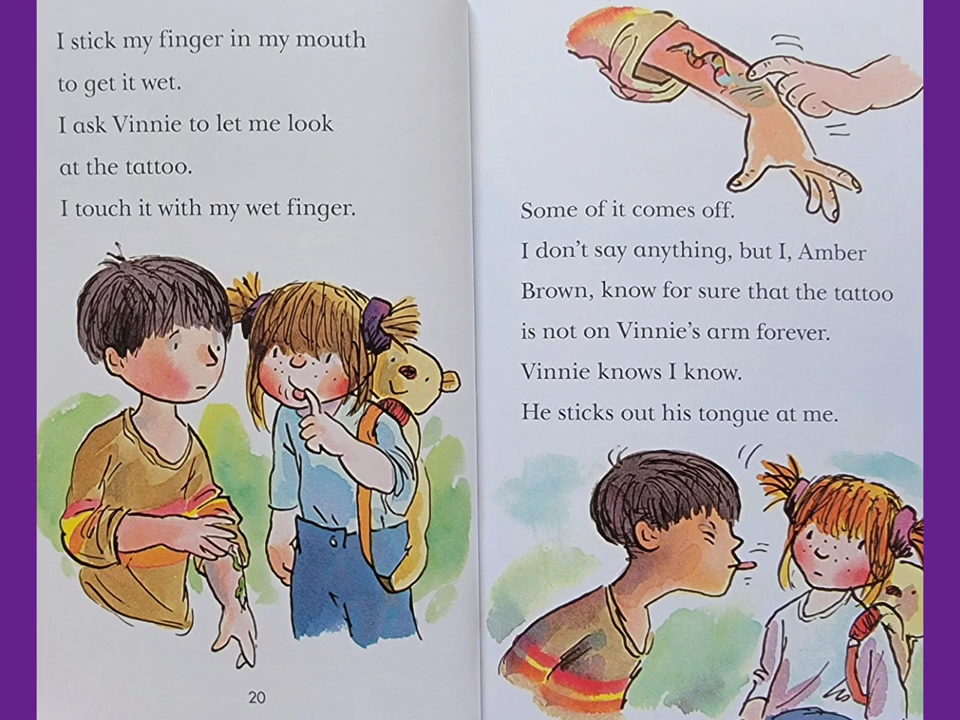 I stick my finger in my mouth
to get it wet.
I ask Vinnie to let me look
at the tattoo.
I touch it with my wet finger.
20
Some of it comes off.
I don't say anything, but I, Amber
Brown, know for sure that the tattoo
is not on Vinnie's arm forever.
Vinnie knows I know.
He sticks out his tongue at me.